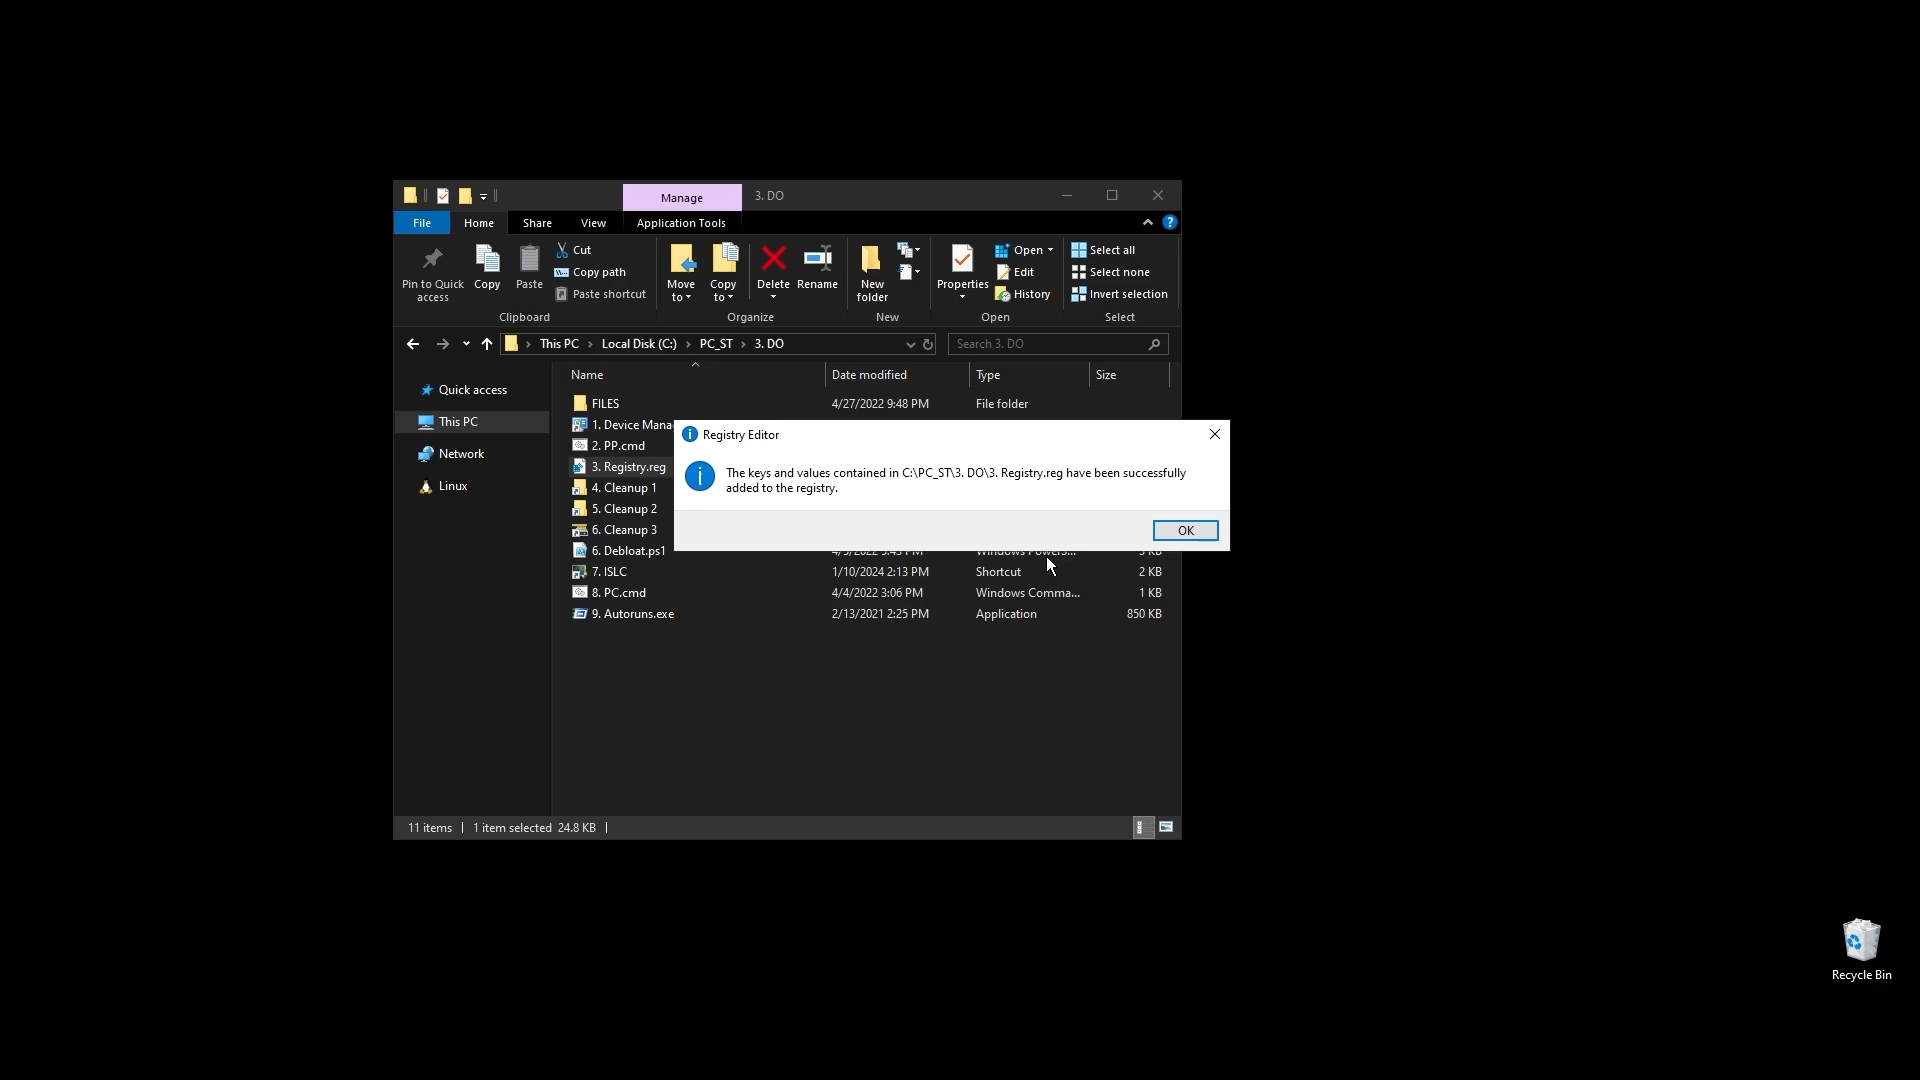 Manage
3. DO
File
Home
Share
View
Application Tools
Pin to Quick
access
Copy
Paste
Cut
Copy path
Paste shortcut
Clipboard
Move
to
Copy
to
Delete
Rename
Organize
New
folder
New
Properties
Open
Edit
History
Open
Select all
Select none
Invert selection
Select
This PC
Local Disk (C:)
PC_ST
3. DO
Search 3. DO
Quick access
This PC
Network
Linux
Name
Date modified
Type
Size
FILES 4/27/2022 9:48 PM File folder
1. Device Mana
2. PP.cmd
3. Registry.reg
4. Cleanup 1
5. Cleanup 2
6. Cleanup 3
6. Debloat.ps1
7. ISLC 1/10/2024 2:13 PM Shortcut 2 KB
8. PC.cmd 4/4/2022 3:06 PM Windows Comma... 1 KB
9. Autoruns.exe 2/13/2021 2:25 PM Application 850 KB
Registry Editor
The keys and values contained in C:\PC_ST\3. DO\3. Registry.reg have been successfully
added to the registry.
OK
11 items
1 item selected 24.8 KB
Recycle Bin